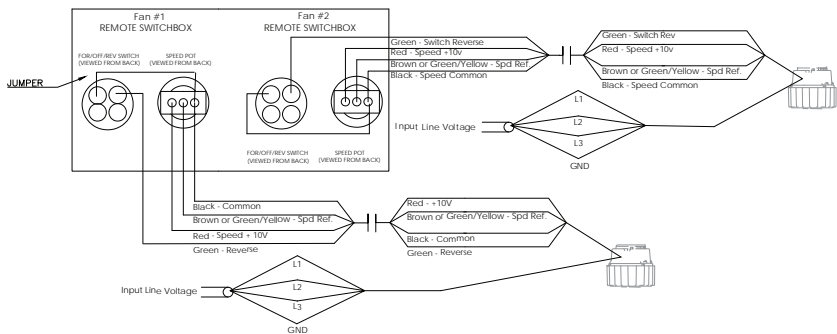 Fan #1
REMOTE SWITCHBOX
Fan #2
REMOTE SWITCHBOX
FOR/OFF/REV SWITCH
(VIEWED FROM BACK)
SPEED POT
(VIEWED FROM BACK)
JUMPER
FOR/OFF/REV SWITCH
(VIEWED FROM BACK)
SPEED POT
(VIEWED FROM BACK)
Green - Switch Reverse
Red - Speed +10v
Brown or Green/Yellow - Spd Ref.
Black - Speed Common
Green - Switch Rev
Red - Speed +10v
Brown or Green/Yellow - Spd Ref.
Black - Speed Common
Input Line Voltage
L1
L2
L3
GND
Black - Common
Brown or Green/Yellow - Spd Ref.
Red - Speed + 10V
Green - Reverse
Red - +10V
Brown or Green/Yellow - Spd Ref.
Black - Common
Green - Reverse
Input Line Voltage
L1
L2
L3
GND